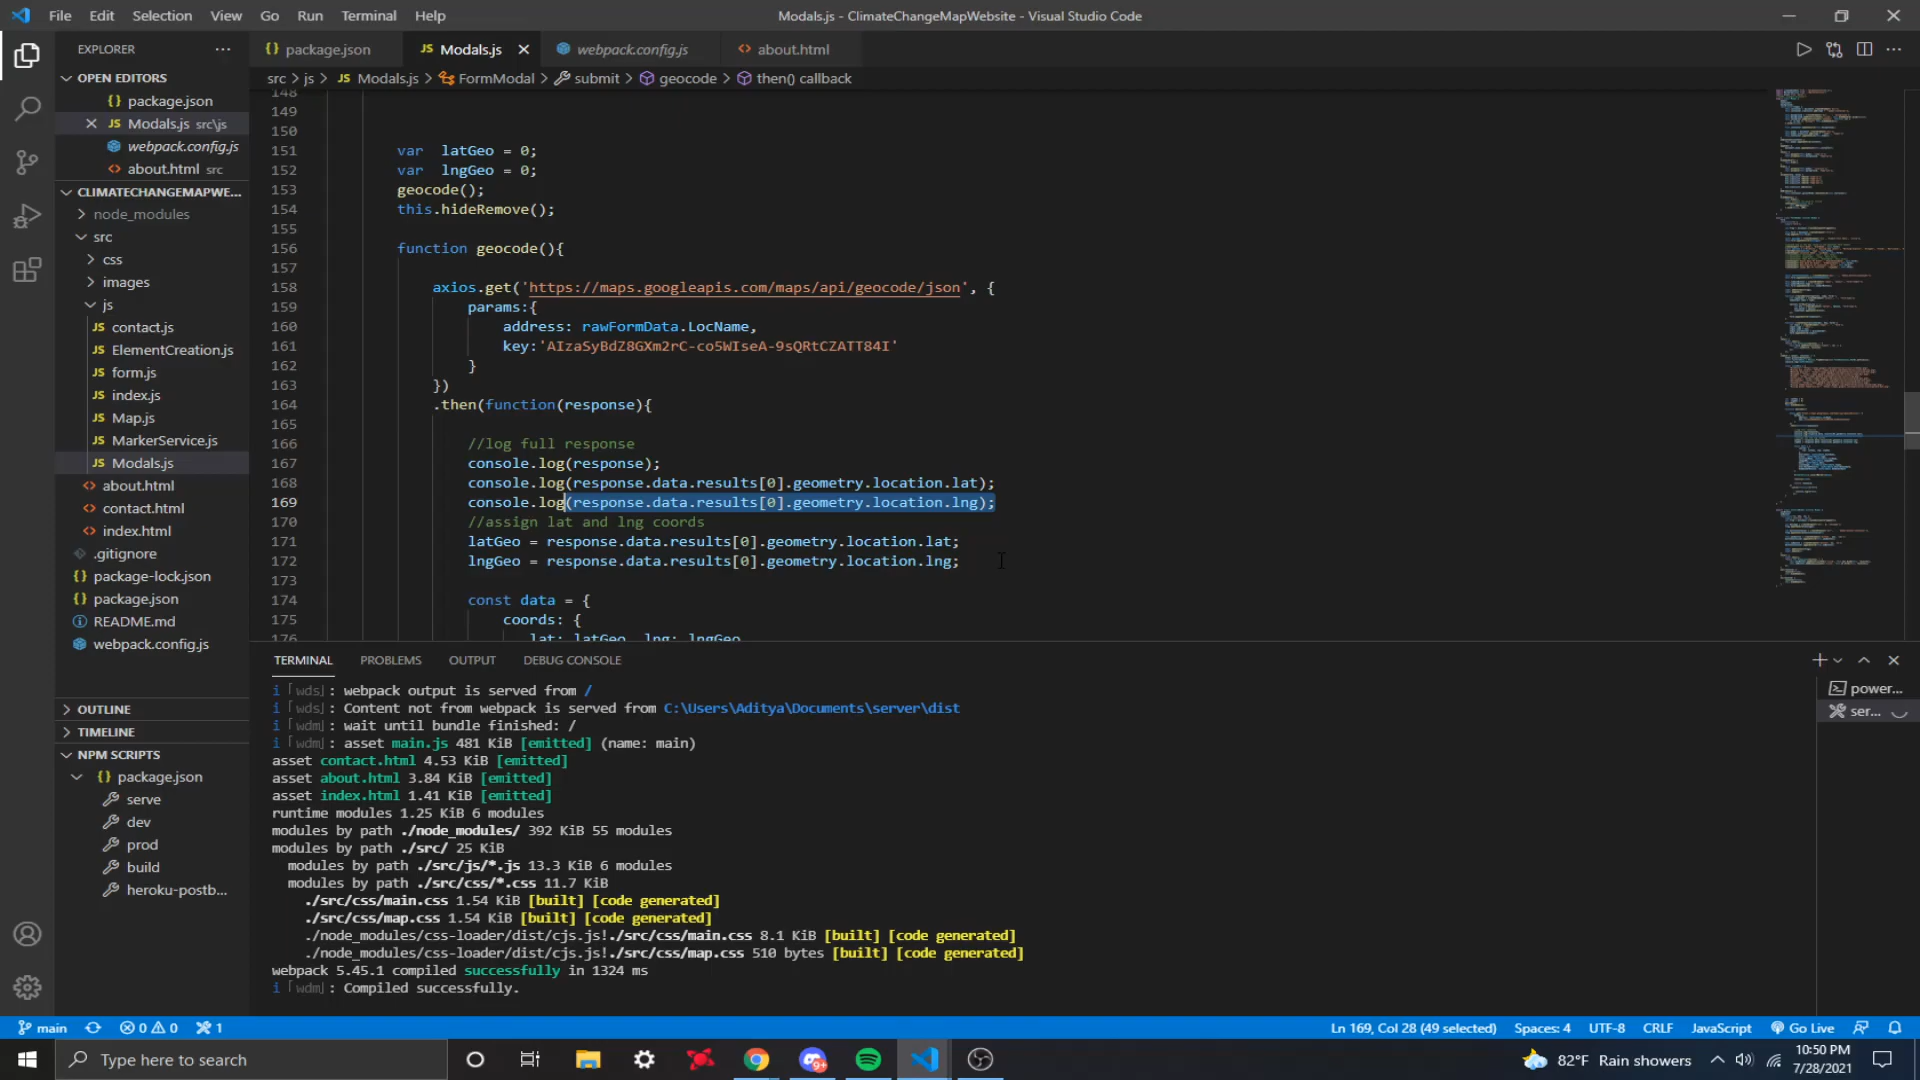 File Edit Selection View Go Run Terminal Help
Modals.js - ClimateChangeMapWebsite - Visual Studio Code
EXPLORER
OPEN EDITORS
{} package.json
JS Modals.js src\js
webpack.config.js
<> about.html src
CLIMATECHANGEMAPWE...
node_modules
src
css
images
js
JS contact.js
JS ElementCreation.js
JS form.js
JS index.js
JS Map.js
JS MarkerService.js
JS Modals.js
<> about.html
<> contact.html
<> index.html
.gitignore
{} package-lock.json
{} package.json
README.md
webpack.config.js
OUTLINE
TIMELINE
NPM SCRIPTS
{} package.json
serve
dev
prod
build
heroku-postb...
{} package.json JS Modals.js webpack.config.js <> about.html
src > js > JS Modals.js > FormModal > submit > geocode > then() callback
148
149
150
151 var latGeo = 0;
152 var lngGeo = 0;
153 geocode();
154 this.hideRemove();
155
156 function geocode(){
157
158 axios.get('https://maps.googleapis.com/maps/api/geocode/json', {
159 params:{
160 address: rawFormData.LocName,
161 key:'AIzaSyBdZ8GXm2rC-co5WIseA-9sQRtCZATT84I'
162 }
163 })
164 .then(function(response){
165
166 //log full response
167 console.log(response);
168 console.log(response.data.results[0].geometry.location.lat);
169 console.log(response.data.results[0].geometry.location.lng);
170 //assign lat and lng coords
171 latGeo = response.data.results[0].geometry.location.lat;
172 lngGeo = response.data.results[0].geometry.location.lng;
173
174 const data = {
175 coords: {
176 lat: latGeo, lng: lngGeo
TERMINAL PROBLEMS OUTPUT DEBUG CONSOLE
i 「wds」: webpack output is served from /
i 「wds」: Content not from webpack is served from C:\Users\Aditya\Documents\server\dist
i 「wdm」: wait until bundle finished: /
i 「wdm」: asset main.js 481 KiB [emitted] (name: main)
asset contact.html 4.53 KiB [emitted]
asset about.html 3.84 KiB [emitted]
asset index.html 1.41 KiB [emitted]
runtime modules 1.25 KiB 6 modules
modules by path ./node_modules/ 392 KiB 55 modules
modules by path ./src/ 25 KiB
modules by path ./src/js/*.js 13.3 KiB 6 modules
modules by path ./src/css/*.css 11.7 KiB
./src/css/main.css 1.54 KiB [built] [code generated]
./src/css/map.css 1.54 KiB [built] [code generated]
./node_modules/css-loader/dist/cjs.js!./src/css/main.css 8.1 KiB [built] [code generated]
./node_modules/css-loader/dist/cjs.js!./src/css/map.css 510 bytes [built] [code generated]
webpack 5.45.1 compiled successfully in 1324 ms
i 「wdm」: Compiled successfully.
power...
ser...
main 0 0 1
Ln 169, Col 28 (49 selected) Spaces: 4 UTF-8 CRLF JavaScript Go Live
Type here to search
9+
82°F Rain showers
10:50 PM
7/28/2021